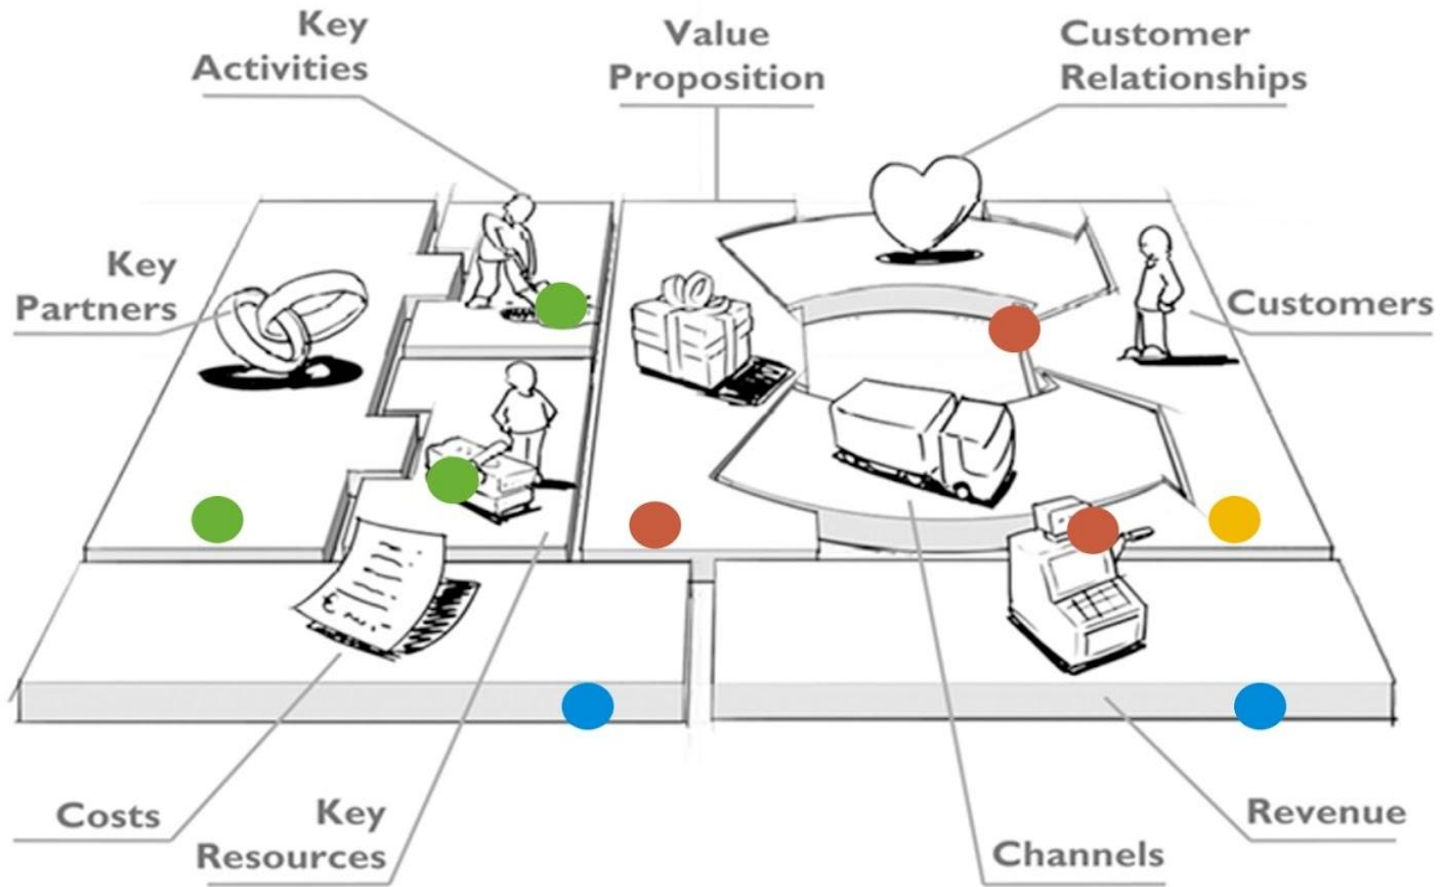 Key
Activities
Value
Proposition
Customer
Relationships
Key
Partners
Customers
Costs
Key
Resources
Channels
Revenue